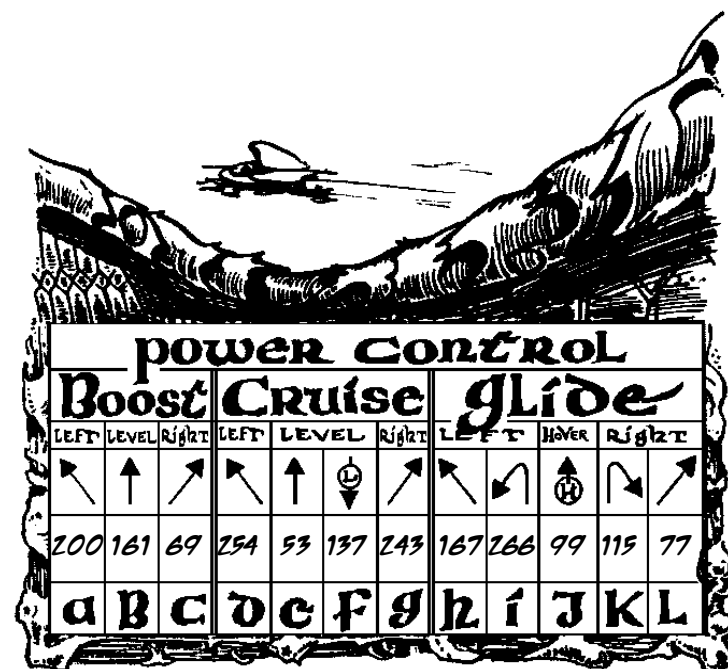 Power Control
Boost Cruise Glide
Left Level Right Left Level Right Left Hover Right
L H
200 161 69 254 53 137 243 167 266 99 115 77
a B C D e F g h i J K L